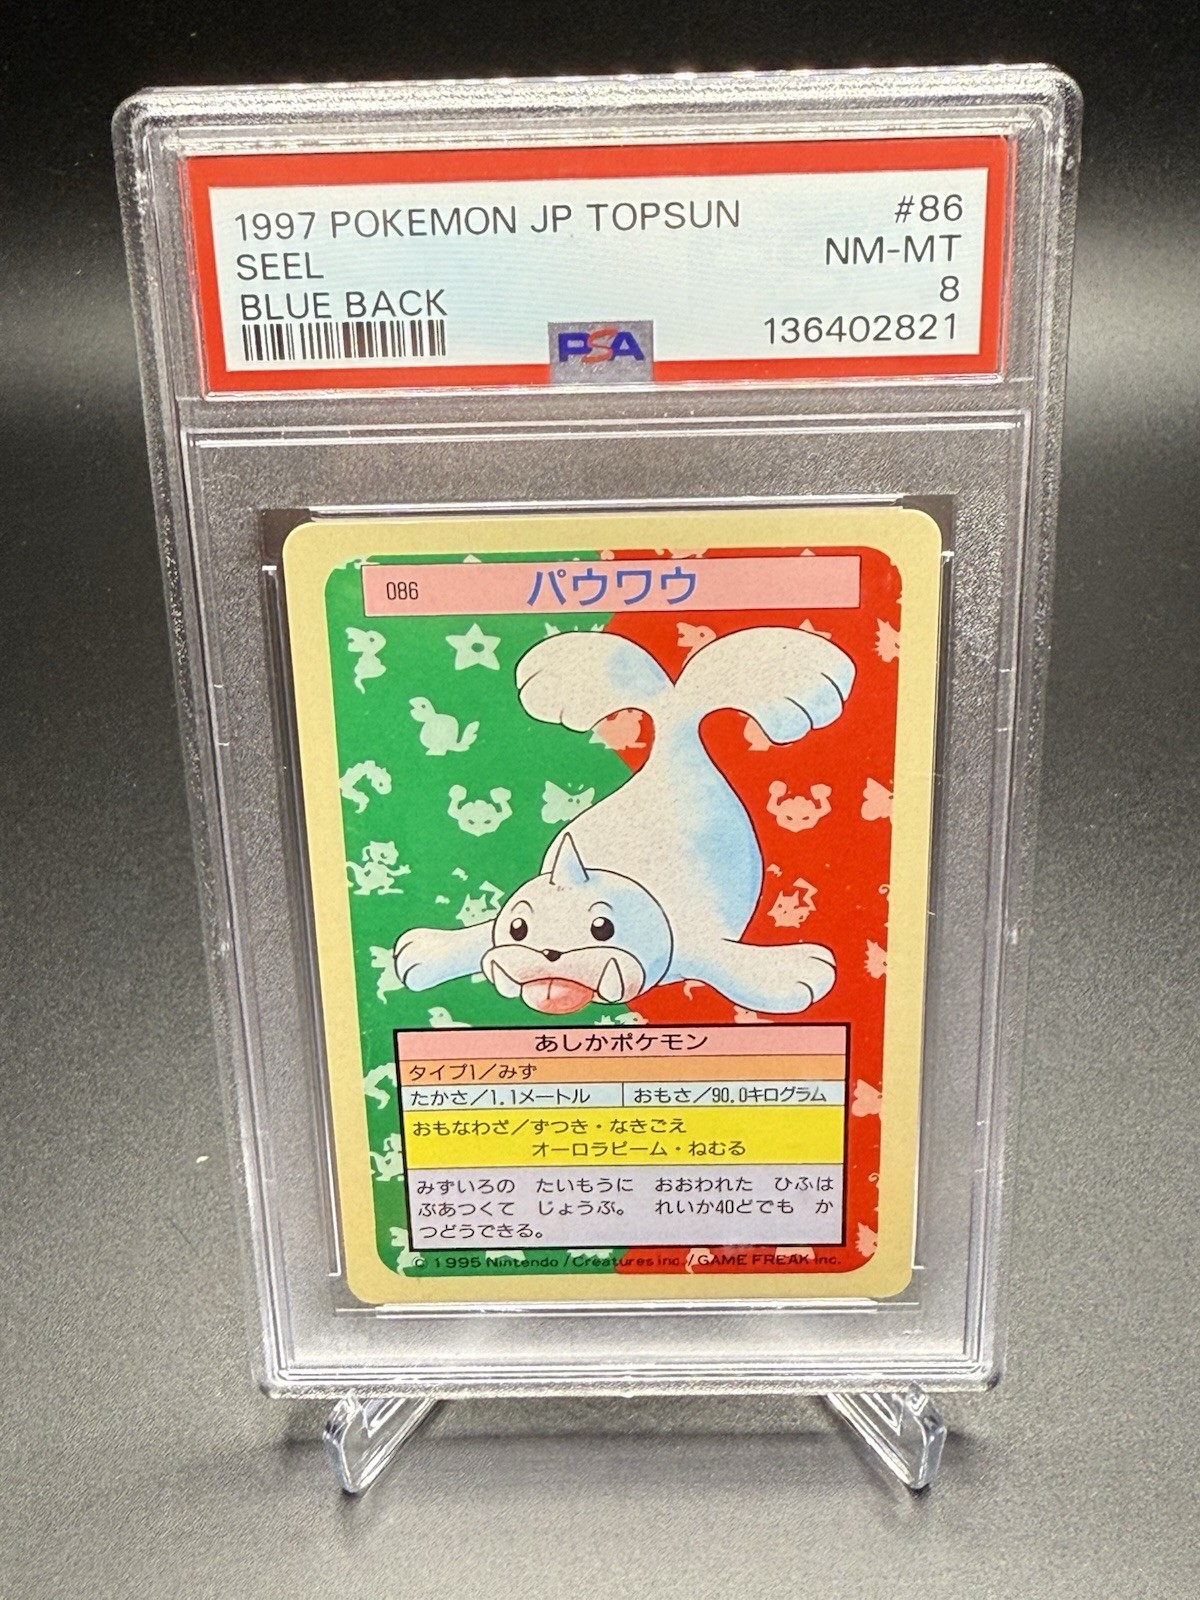 1997 POKEMON JP TOPSUN #86
SEEL NM-MT
BLUE BACK 8
PSA 136402821
086 パウワウ
あしかポケモン
タイプ1/みず
たかさ/1.1メートル おもさ/90.0キログラム
おもなわざ/ずつき・なきごえ
オーロラビーム・ねむる
みずいろの たいもうに おおわれた ひふは
ぶあつくて じょうぶ。 れいか40どでも か
つどうできる。
© 1995 Nintendo/Creatures inc./GAME FREAK inc.